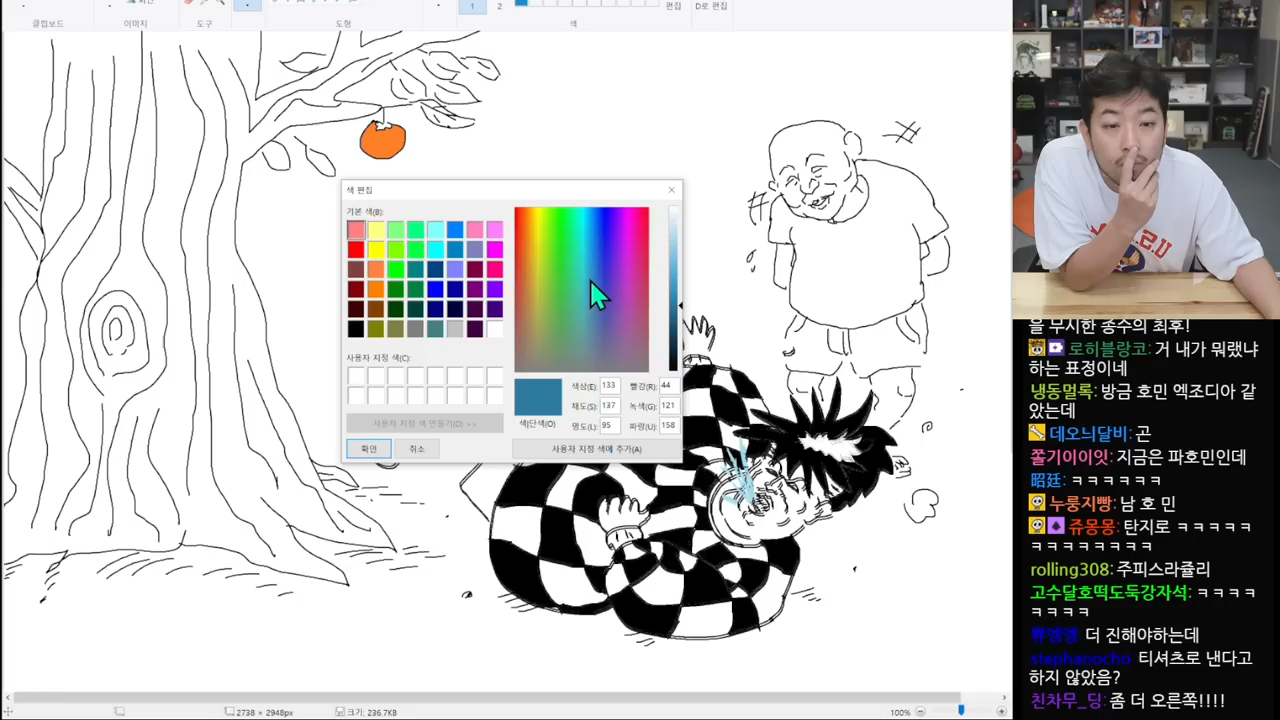 클립보드
이미지
도구
도형
1
2
편집
D로 편집
색
색 편집
기본 색(B):
사용자 지정 색(C):
사용자 지정 색 만들기(D) >>
확인
취소
색|단색(O)
색상(E): 133
채도(S): 137
명도(L): 95
빨강(R): 44
녹색(G): 121
파랑(U): 158
사용자 지정 색에 추가(A)
을 무시한 중수의 최후!
로히블랑코: 거 내가 뭐랬냐
하는 표정이네
냉동멀록: 방금 호민 엑조디아 같
았는데
데오늬달비: 곤
쫄기이이잇: 지금은 파호민인데
昭廷: ㅋㅋㅋㅋㅋㅋ
누룽지빵: 남 호 민
쥬몽몽: 탄지로 ㅋㅋㅋㅋㅋ
ㅋㅋㅋㅋㅋㅋㅋㅋㅋㅋ
rolling308: 주피스라쥴리
고수달호떡도둑강자석: ㅋㅋㅋㅋ
ㅋㅋㅋㅋ
더 진해야하는데
stephanocho 티셔츠로 낸다고
하지 않았음?
친차무_딩: 좀 더 오른쪽!!!!
2738 × 2948px
크기: 236.7KB
100%